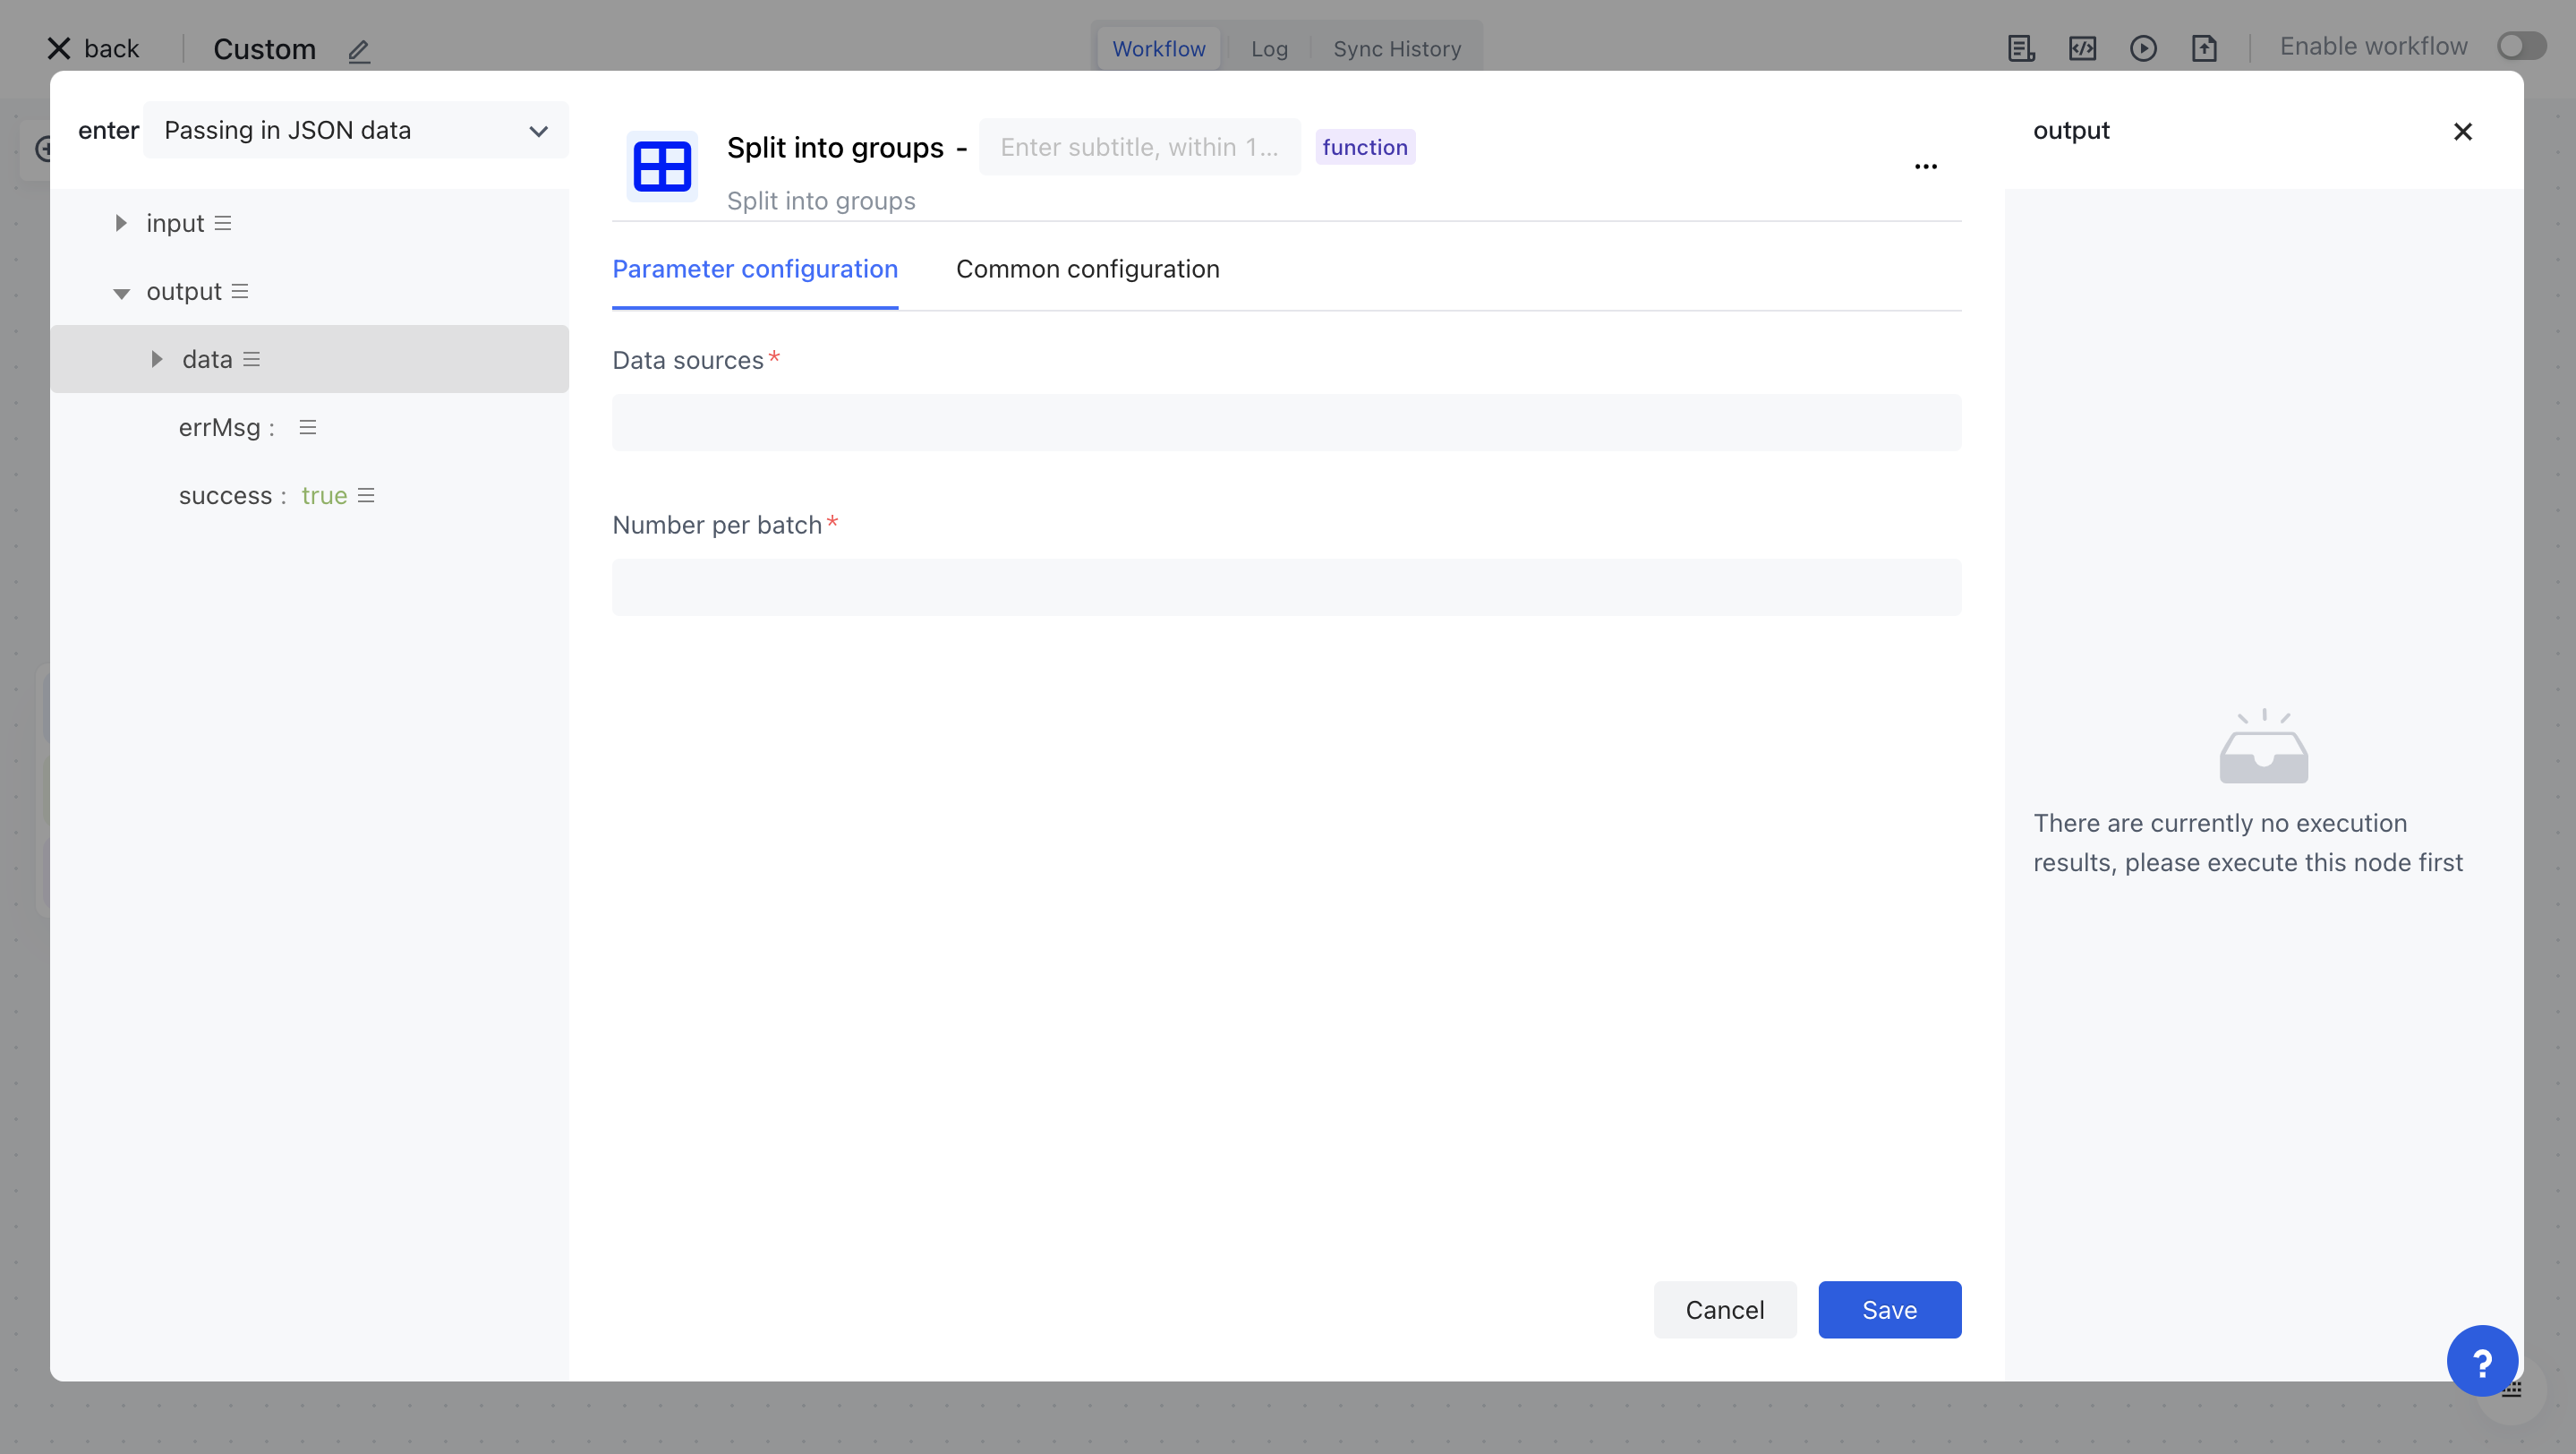 back
Custom
Workflow
Log
Sync History
Enable workflow
enter
Passing in JSON data
input
output
data
errMsg :
success : true
Split into groups -
Enter subtitle, within 1...
function
Split into groups
Parameter configuration
Common configuration
Data sources*
Number per batch*
Cancel
Save
output
There are currently no execution
results, please execute this node first
?